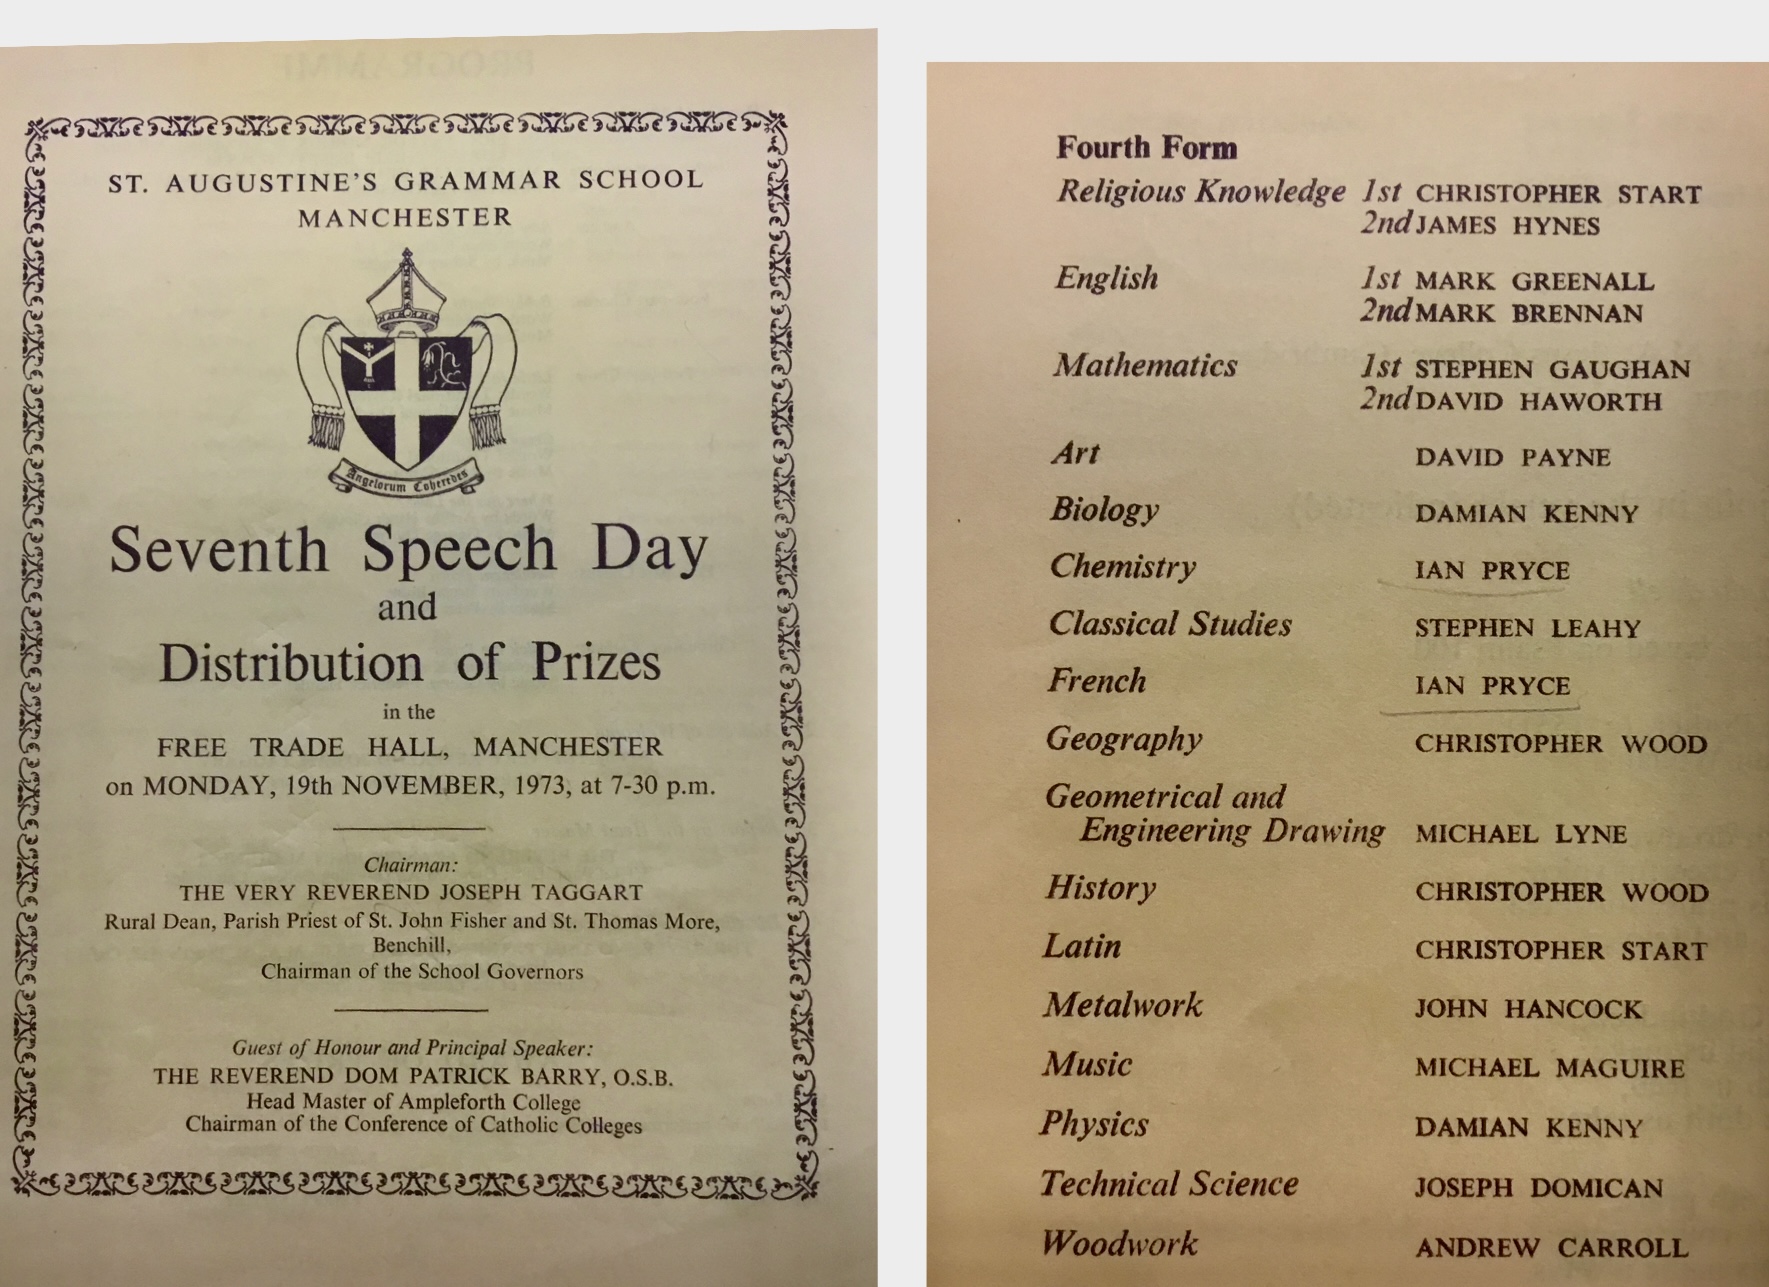 ST. AUGUSTINE'S GRAMMAR SCHOOL
MANCHESTER
Angelorum Coheredes
Seventh Speech Day
and
Distribution of Prizes
in the
FREE TRADE HALL, MANCHESTER
on MONDAY, 19th NOVEMBER, 1973, at 7-30 p.m.
Chairman:
THE VERY REVEREND JOSEPH TAGGART
Rural Dean, Parish Priest of St. John Fisher and St. Thomas More,
Benchill,
Chairman of the School Governors
Guest of Honour and Principal Speaker:
THE REVEREND DOM PATRICK BARRY, O.S.B.
Head Master of Ampleforth College
Chairman of the Conference of Catholic Colleges
Fourth Form
Religious Knowledge 1st CHRISTOPHER START
2nd JAMES HYNES
English 1st MARK GREENALL
2nd MARK BRENNAN
Mathematics 1st STEPHEN GAUGHAN
2nd DAVID HAWORTH
Art DAVID PAYNE
Biology DAMIAN KENNY
Chemistry IAN PRYCE
Classical Studies STEPHEN LEAHY
French IAN PRYCE
Geography CHRISTOPHER WOOD
Geometrical and
Engineering Drawing MICHAEL LYNE
History CHRISTOPHER WOOD
Latin CHRISTOPHER START
Metalwork JOHN HANCOCK
Music MICHAEL MAGUIRE
Physics DAMIAN KENNY
Technical Science JOSEPH DOMICAN
Woodwork ANDREW CARROLL